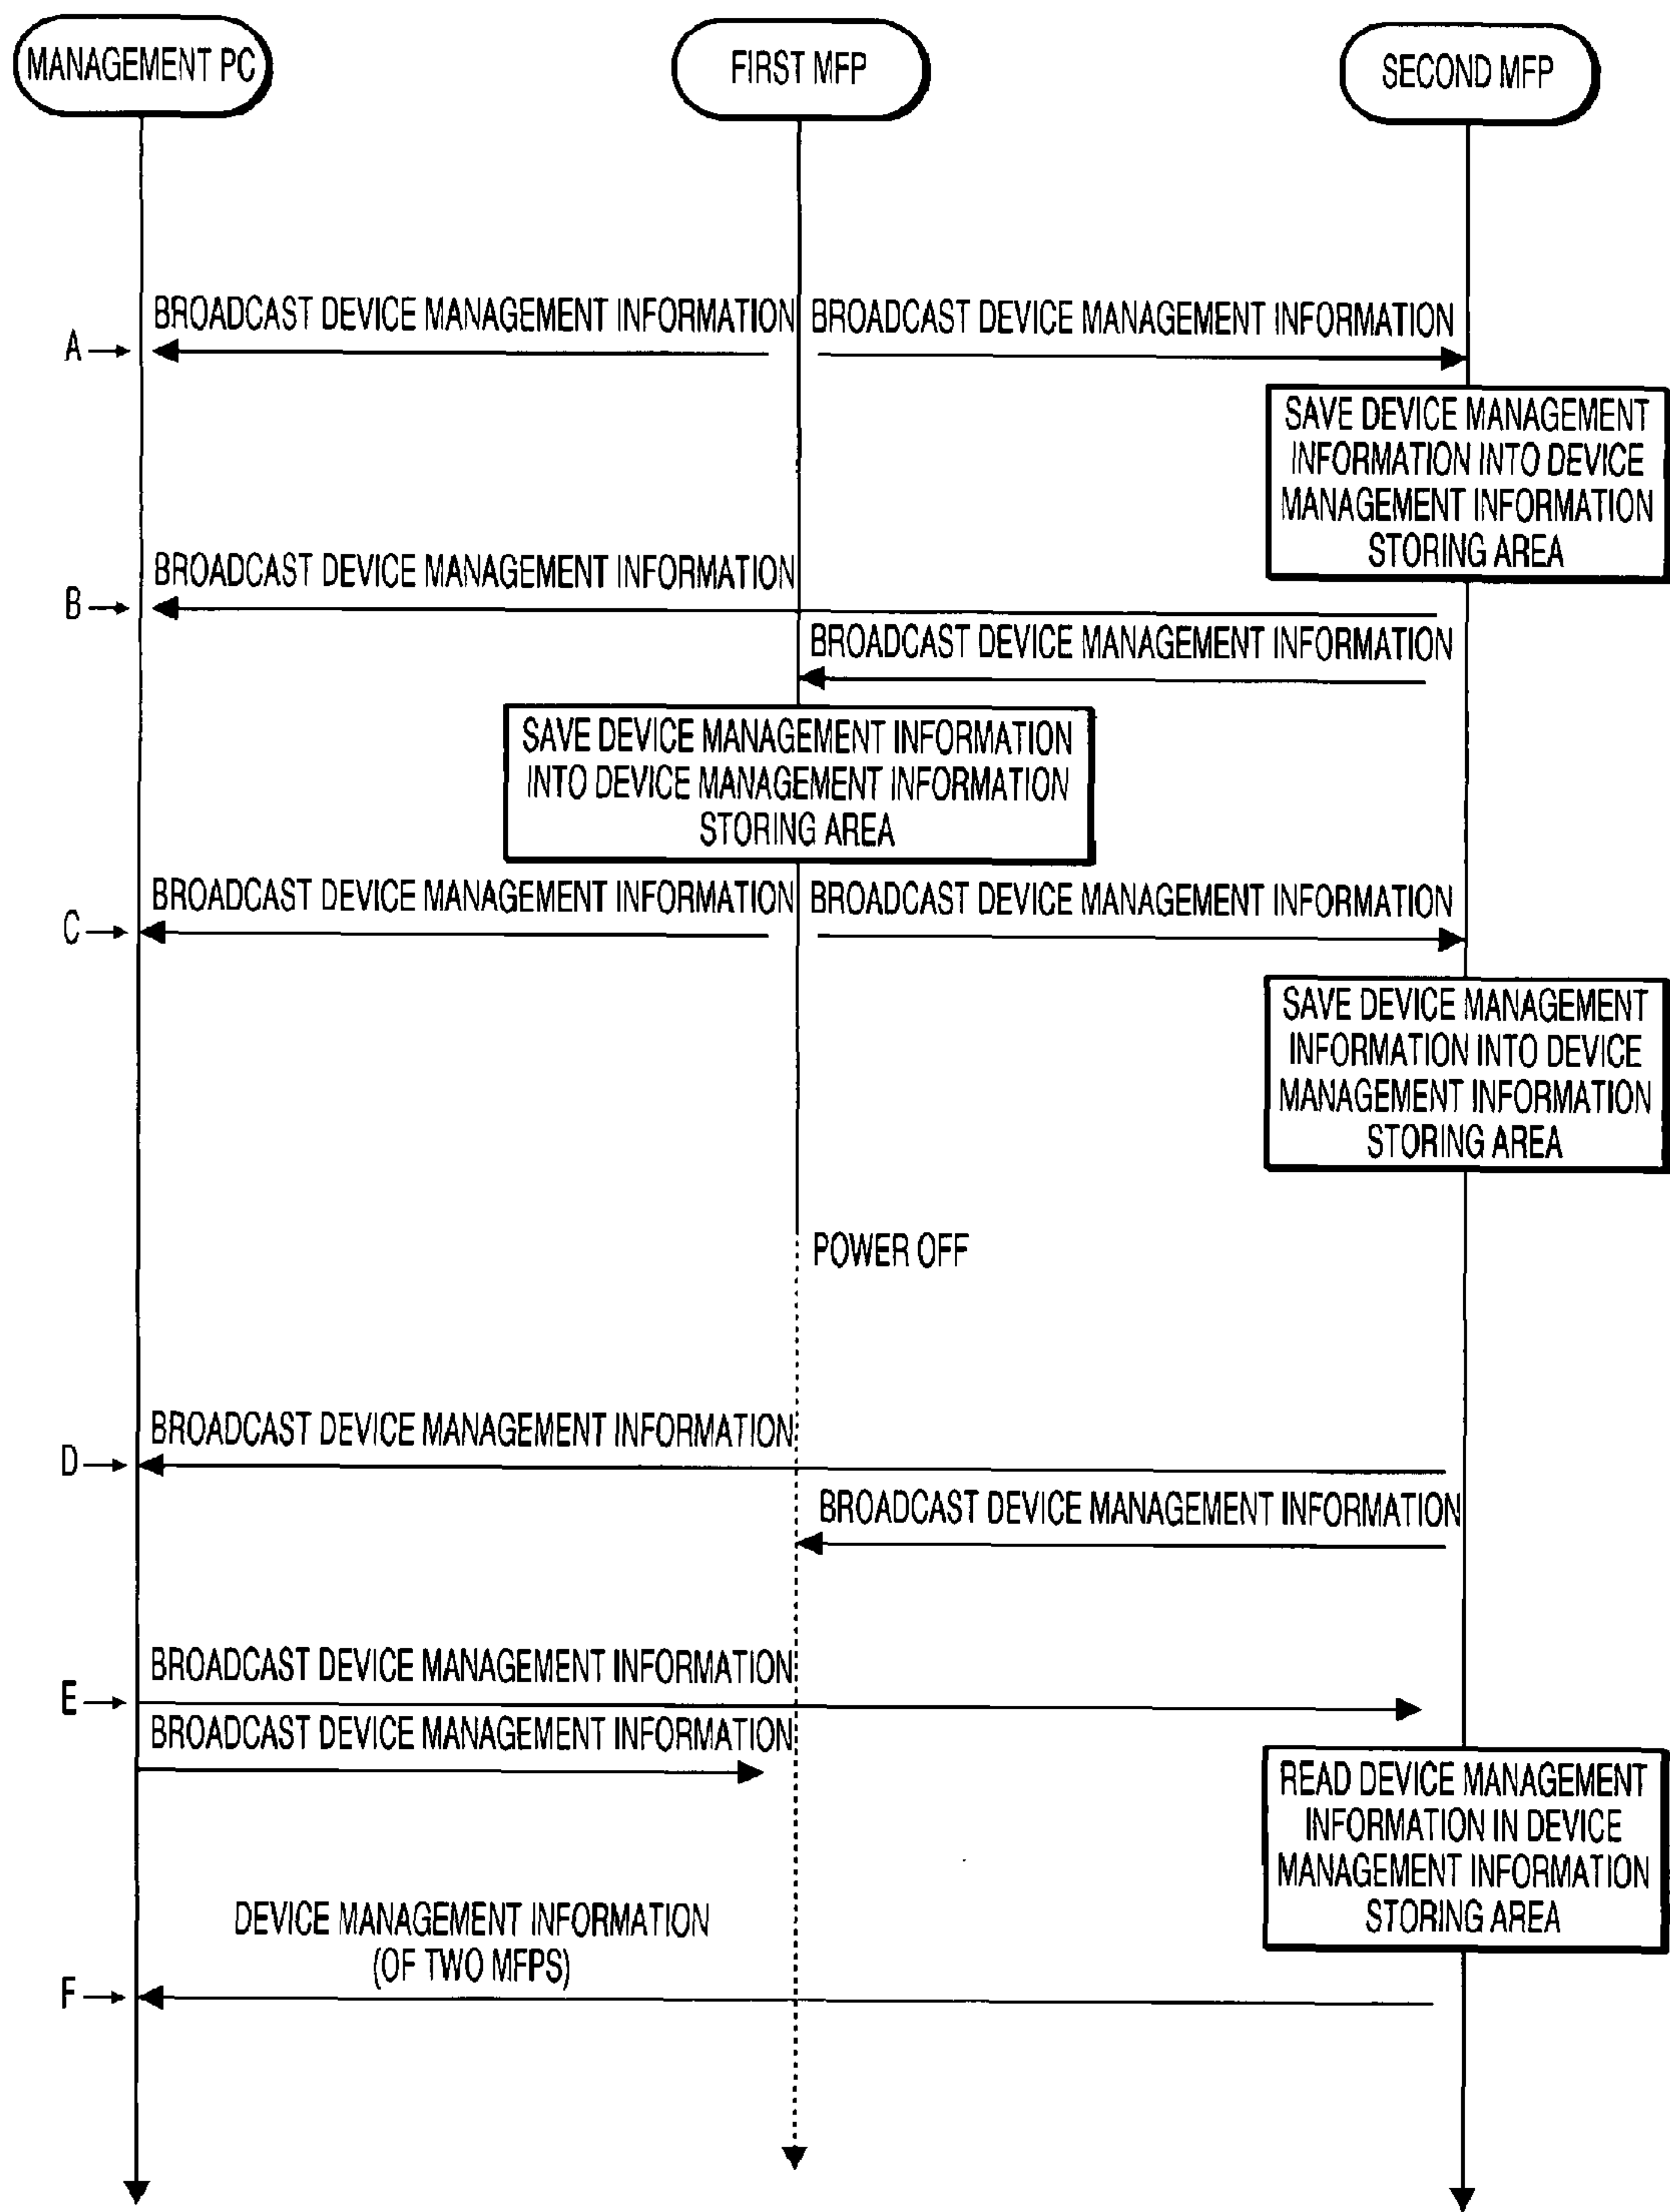 MANAGEMENT PC
FIRST MFP
SECOND MFP
BROADCAST DEVICE MANAGEMENT INFORMATION
BROADCAST DEVICE MANAGEMENT INFORMATION
A
SAVE DEVICE MANAGEMENT
INFORMATION INTO DEVICE
MANAGEMENT INFORMATION
STORING AREA
BROADCAST DEVICE MANAGEMENT INFORMATION
B
BROADCAST DEVICE MANAGEMENT INFORMATION
SAVE DEVICE MANAGEMENT INFORMATION
INTO DEVICE MANAGEMENT INFORMATION
STORING AREA
BROADCAST DEVICE MANAGEMENT INFORMATION
BROADCAST DEVICE MANAGEMENT INFORMATION
C
SAVE DEVICE MANAGEMENT
INFORMATION INTO DEVICE
MANAGEMENT INFORMATION
STORING AREA
POWER OFF
BROADCAST DEVICE MANAGEMENT INFORMATION
D
BROADCAST DEVICE MANAGEMENT INFORMATION
BROADCAST DEVICE MANAGEMENT INFORMATION
E
BROADCAST DEVICE MANAGEMENT INFORMATION
READ DEVICE MANAGEMENT
INFORMATION IN DEVICE
MANAGEMENT INFORMATION
STORING AREA
DEVICE MANAGEMENT INFORMATION
(OF TWO MFPS)
F